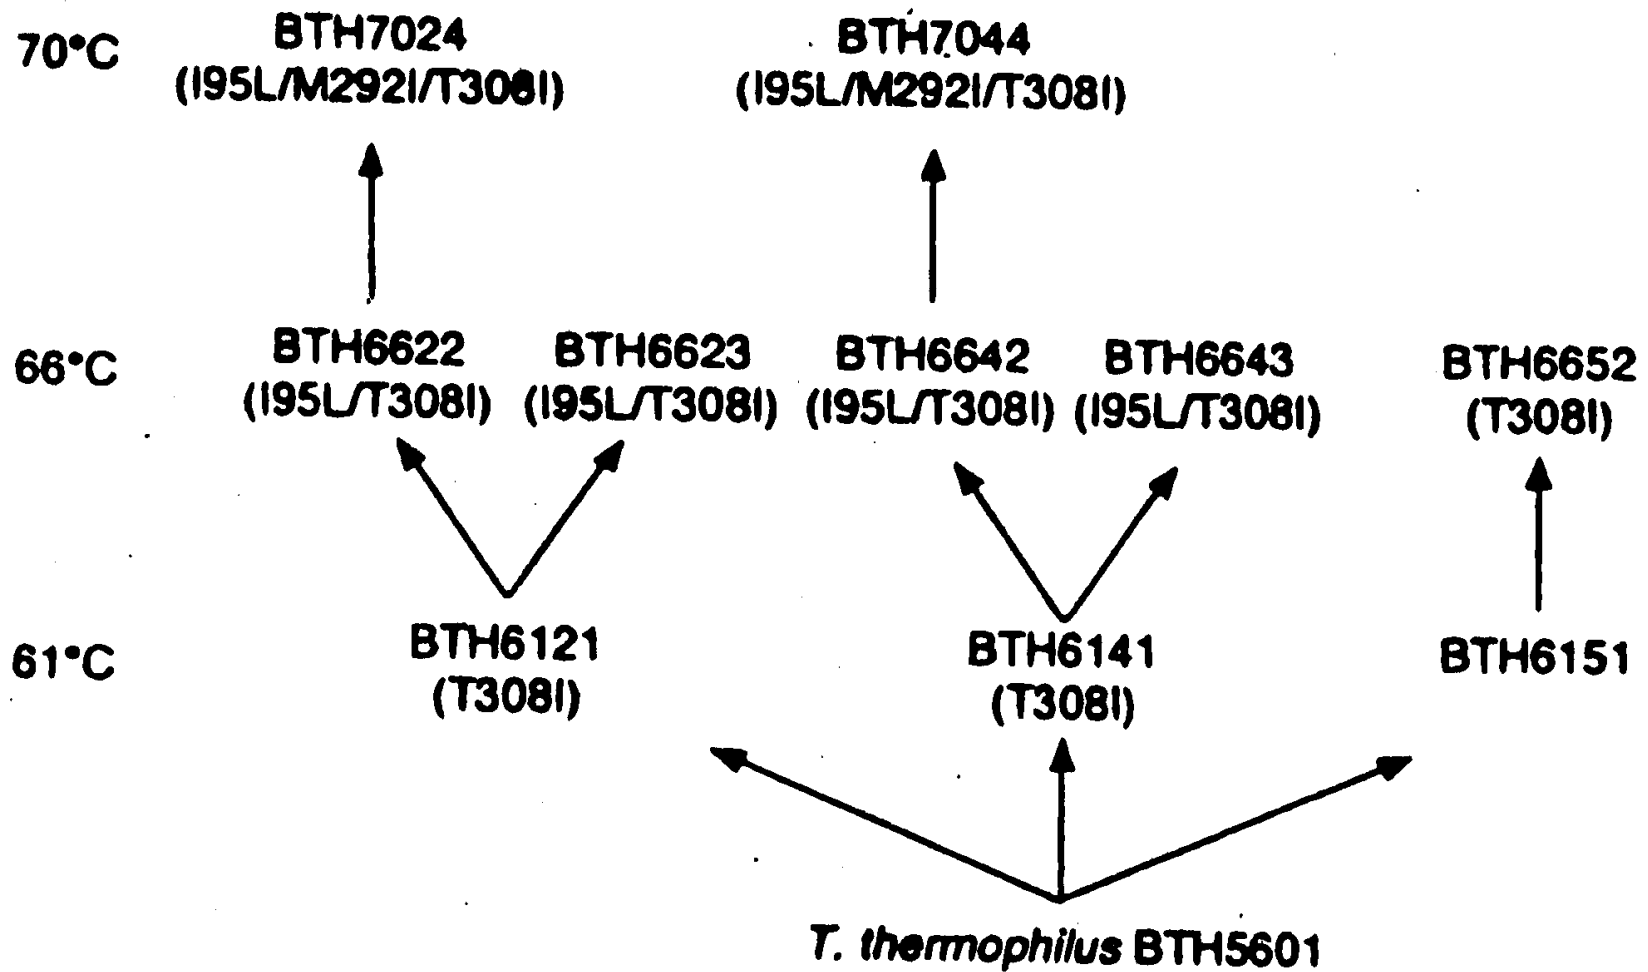 70°C
BTH7024
(I95L/M292I/T308I)
BTH7044
(I95L/M292I/T308I)
66°C
BTH6622
(I95L/T308I)
BTH6623
(I95L/T308I)
BTH6642
(I95L/T308I)
BTH6643
(I95L/T308I)
BTH6652
(T308I)
61°C
BTH6121
(T308I)
BTH6141
(T308I)
BTH6151
T. thermophilus BTH5601